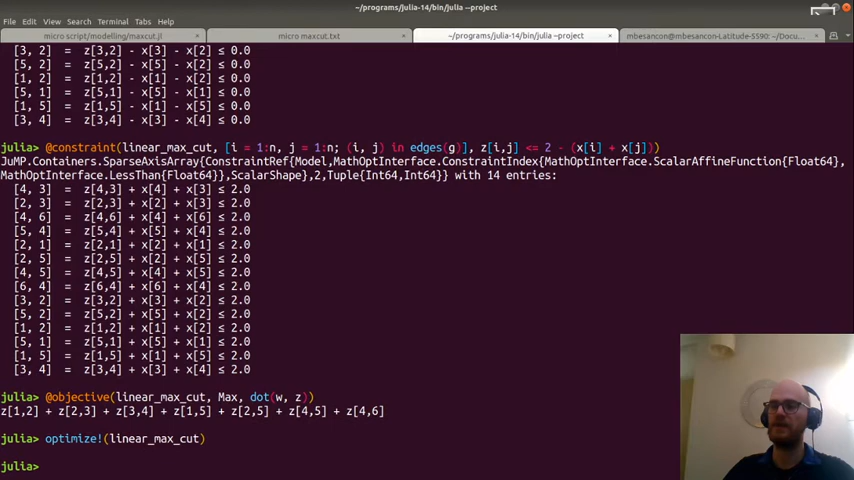 ~/programs/julia-14/bin/julia --project
File Edit View Search Terminal Tabs Help
micro script/modelling/maxcut.jl × micro maxcut.txt × ~/programs/julia-14/bin/julia --project × mbesancon@mbesancon-Latitude-5590: ~/Docu... ×
[3, 2] = z[3,2] - x[3] - x[2] ≤ 0.0
[5, 2] = z[5,2] - x[5] - x[2] ≤ 0.0
[1, 2] = z[1,2] - x[1] - x[2] ≤ 0.0
[5, 1] = z[5,1] - x[5] - x[1] ≤ 0.0
[1, 5] = z[1,5] - x[1] - x[5] ≤ 0.0
[3, 4] = z[3,4] - x[3] - x[4] ≤ 0.0
julia> @constraint(linear_max_cut, [i = 1:n, j = 1:n; (i, j) in edges(g)], z[i,j] <= 2 - (x[i] + x[j]))
JuMP.Containers.SparseAxisArray{ConstraintRef{Model,MathOptInterface.ConstraintIndex{MathOptInterface.ScalarAffineFunction{Float64},
MathOptInterface.LessThan{Float64}},ScalarShape},2,Tuple{Int64,Int64}} with 14 entries:
[4, 3] = z[4,3] + x[4] + x[3] ≤ 2.0
[2, 3] = z[2,3] + x[2] + x[3] ≤ 2.0
[4, 6] = z[4,6] + x[4] + x[6] ≤ 2.0
[5, 4] = z[5,4] + x[5] + x[4] ≤ 2.0
[2, 1] = z[2,1] + x[2] + x[1] ≤ 2.0
[2, 5] = z[2,5] + x[2] + x[5] ≤ 2.0
[4, 5] = z[4,5] + x[4] + x[5] ≤ 2.0
[6, 4] = z[6,4] + x[6] + x[4] ≤ 2.0
[3, 2] = z[3,2] + x[3] + x[2] ≤ 2.0
[5, 2] = z[5,2] + x[5] + x[2] ≤ 2.0
[1, 2] = z[1,2] + x[1] + x[2] ≤ 2.0
[5, 1] = z[5,1] + x[5] + x[1] ≤ 2.0
[1, 5] = z[1,5] + x[1] + x[5] ≤ 2.0
[3, 4] = z[3,4] + x[3] + x[4] ≤ 2.0
julia> @objective(linear_max_cut, Max, dot(w, z))
z[1,2] + z[2,3] + z[3,4] + z[1,5] + z[2,5] + z[4,5] + z[4,6]
julia> optimize!(linear_max_cut)
julia>